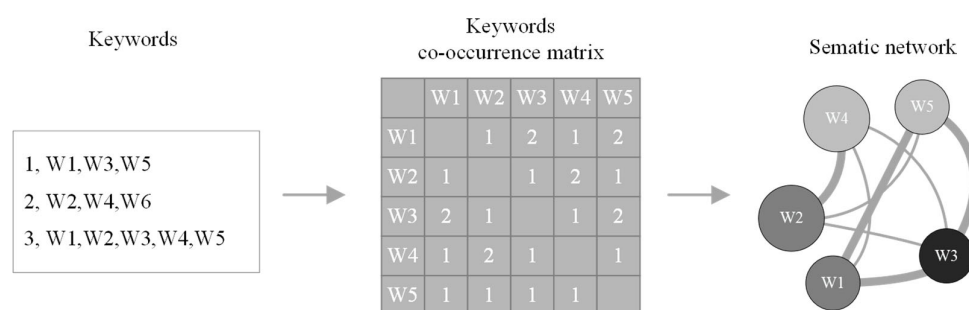 Keywords
1, W1,W3,W5
2, W2,W4,W6
3, W1,W2,W3,W4,W5
Keywords
co-occurrence matrix
W1 W2 W3 W4 W5
W1 1 2 1 2
W2 1 1 2 1
W3 2 1 1 2
W4 1 2 1 1
W5 1 1 1 1
Sematic network
W4
W5
W2
W3
W1